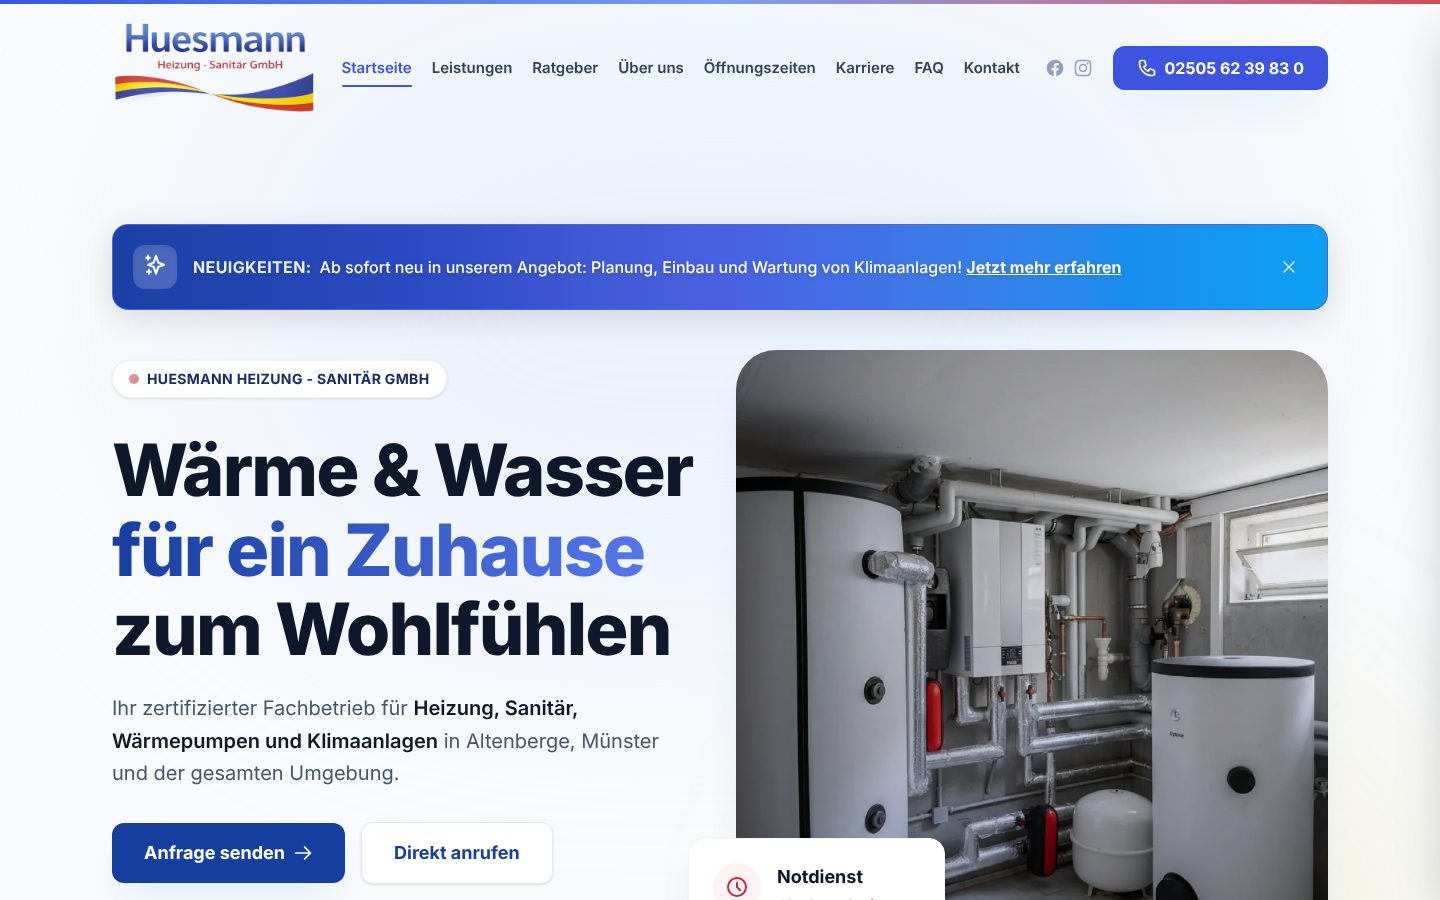 Huesmann
Heizung · Sanitär GmbH
Startseite
Leistungen
Ratgeber
Über uns
Öffnungszeiten
Karriere
FAQ
Kontakt
02505 62 39 83 0
NEUIGKEITEN: Ab sofort neu in unserem Angebot: Planung, Einbau und Wartung von Klimaanlagen! Jetzt mehr erfahren
HUESMANN HEIZUNG - SANITÄR GMBH
Wärme & Wasser
für ein Zuhause
zum Wohlfühlen
Ihr zertifizierter Fachbetrieb für Heizung, Sanitär,
Wärmepumpen und Klimaanlagen in Altenberge, Münster
und der gesamten Umgebung.
Anfrage senden
Direkt anrufen
Notdienst